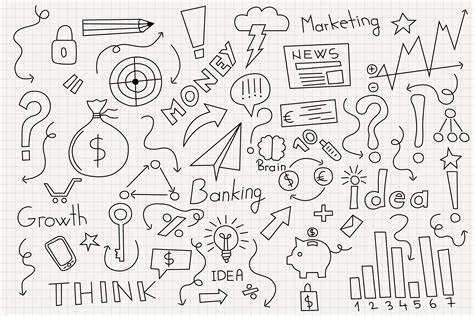 Marketing
MONEY
NEWS
!!!!
$
€
Brain
10
$
€
Banking
idea!
Growth
%
$
IDEA
THINK
$
$
1 2 3 4 5 6 7